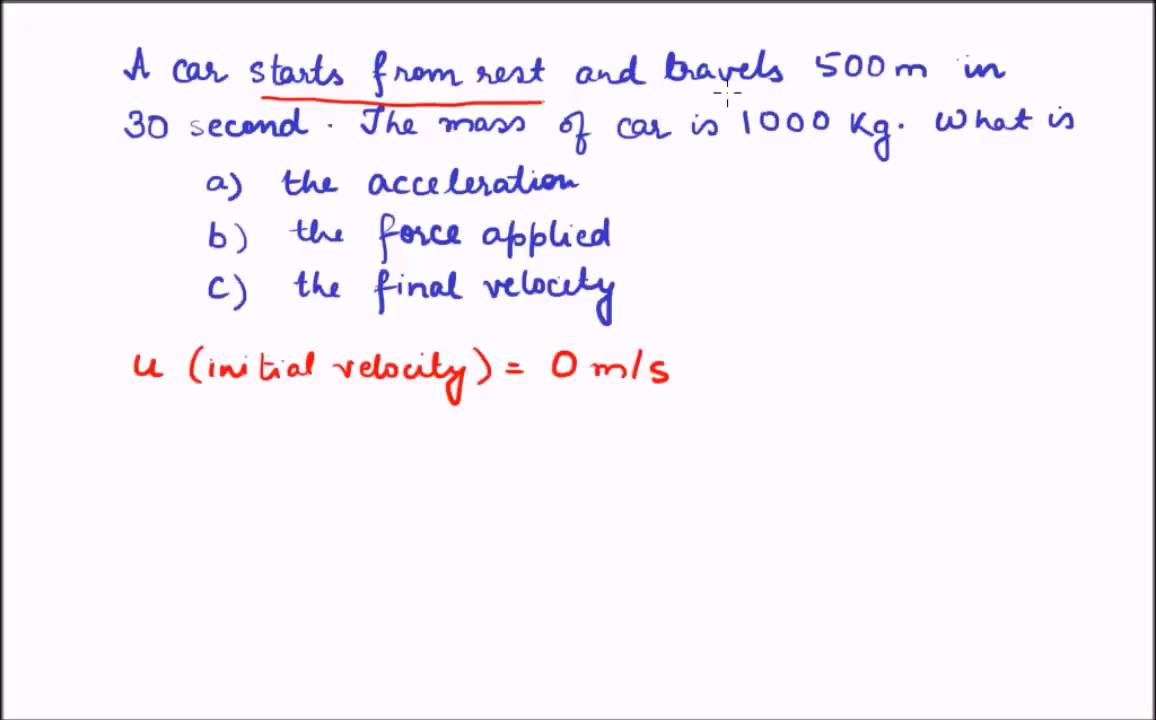 A car starts from rest and travels 500m in
30 second. The mass of car is 1000 Kg. What is
a) the acceleration
b) the force applied
c) the final velocity
u (initial velocity) = 0 m/s